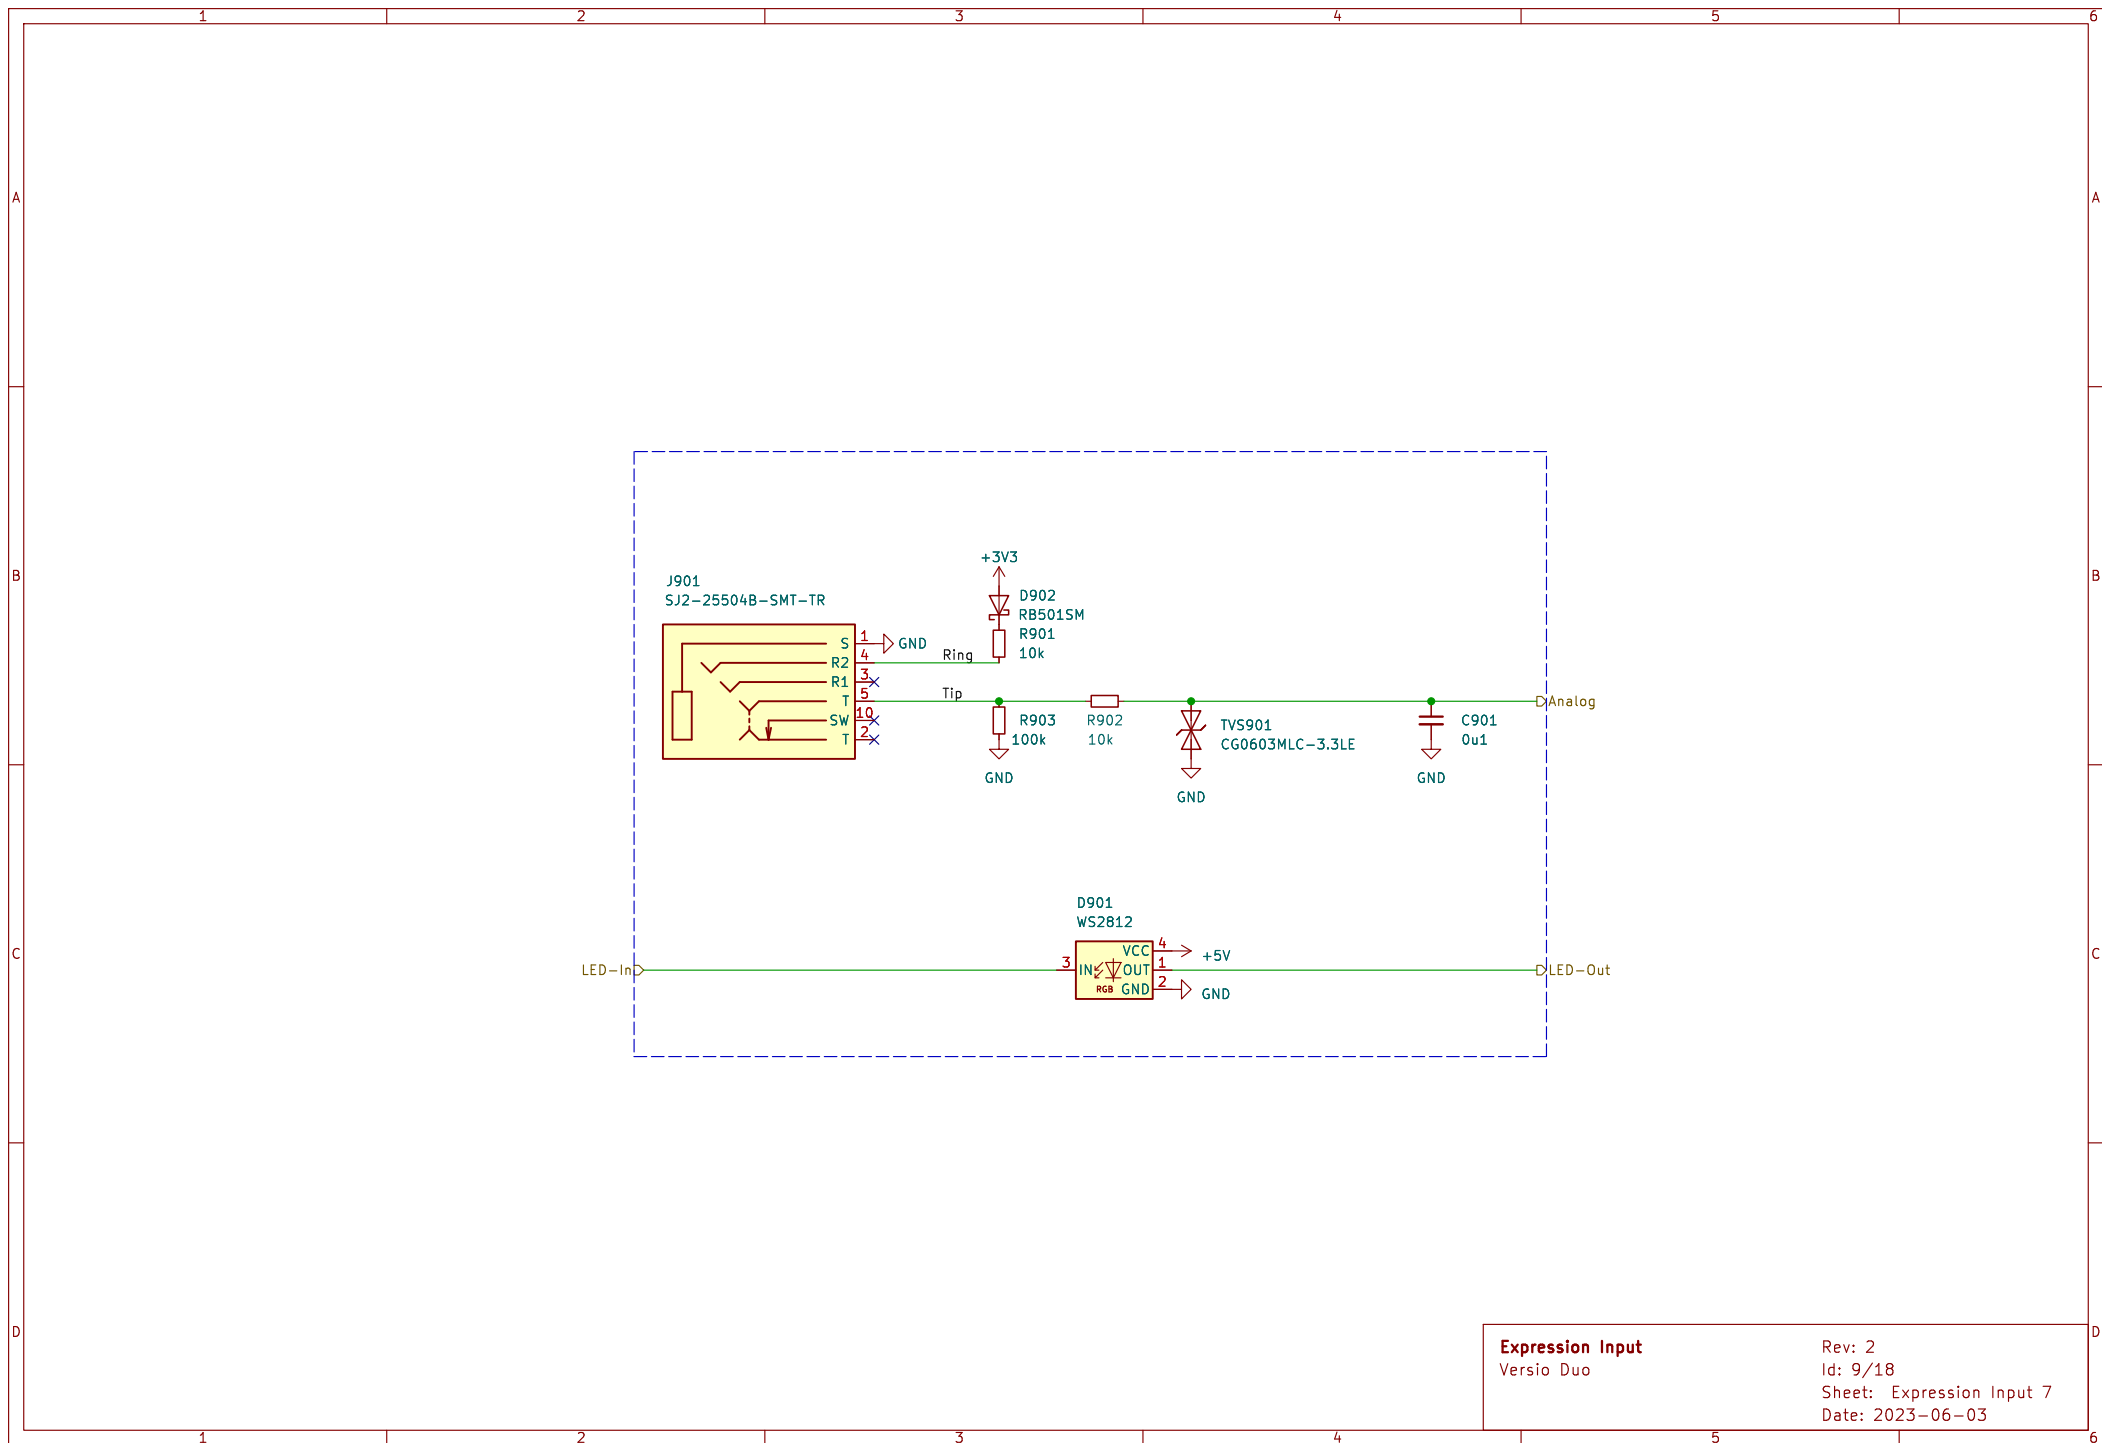 1 2 3 4 5 6
A A
B B
C C
D D
J901
SJ2-25504B-SMT-TR
S 1 GND
R2 4 Ring
R1 3
T 5 Tip
SW 10
T 2
+3V3
D902
RB501SM
R901
10k
R903
100k
GND
R902
10k
TVS901
CG0603MLC-3.3LE
GND
C901
0u1
GND
Analog
D901
WS2812
VCC 4 +5V
LED-In 3 IN OUT 1 LED-Out
RGB GND 2 GND
Expression Input
Versio Duo
Rev: 2
Id: 9/18
Sheet: Expression Input 7
Date: 2023-06-03
1 2 3 4 5 6